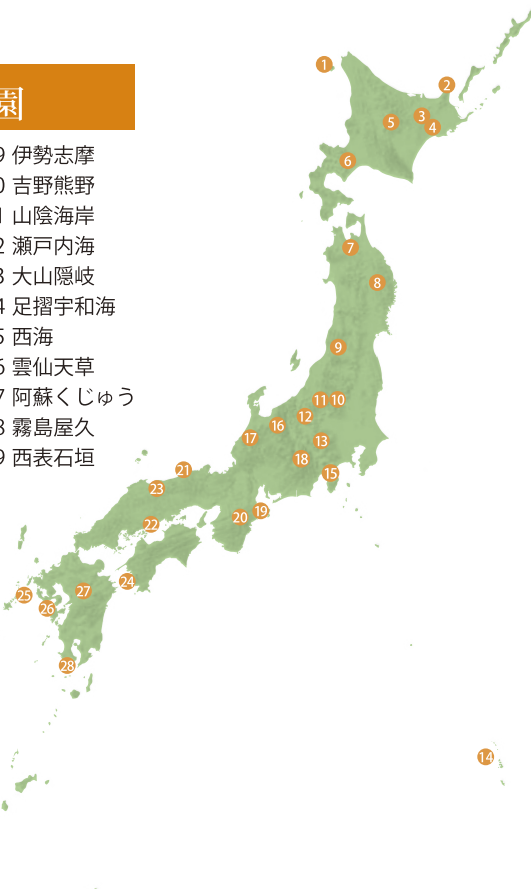 園
9 伊勢志摩
0 吉野熊野
1 山陰海岸
2 瀬戸内海
3 大山隠岐
4 足摺宇和海
5 西海
6 雲仙天草
7 阿蘇くじゅう
8 霧島屋久
9 西表石垣
1
2
3
4
5
6
7
8
9
11 10
12
16
17
13
18
15
21
23
19
20
22
24
27
25
26
28
14